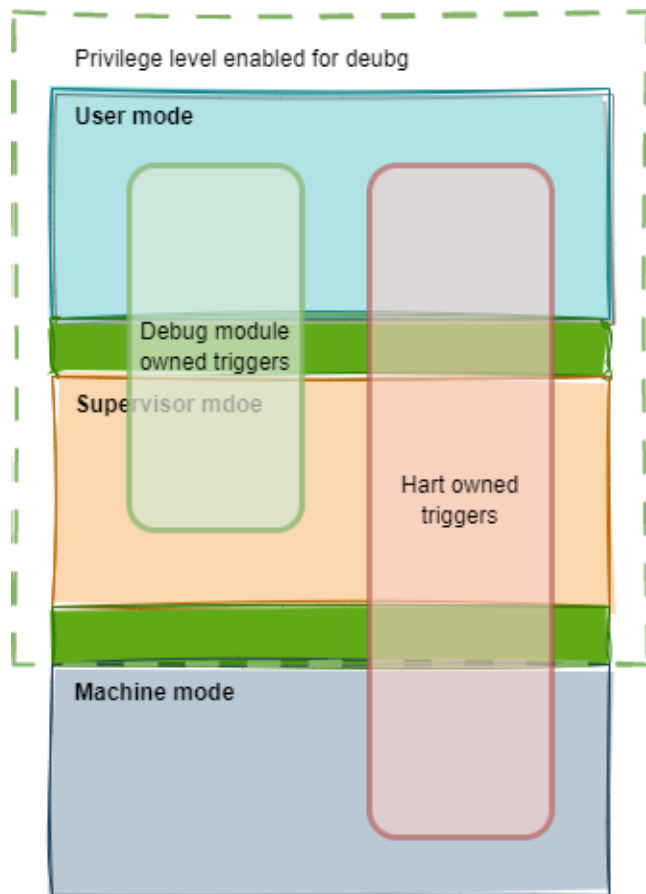 Privilege level enabled for deubg
User mode
Debug module
owned triggers
Supervisor mdoe
Hart owned
triggers
Machine mode